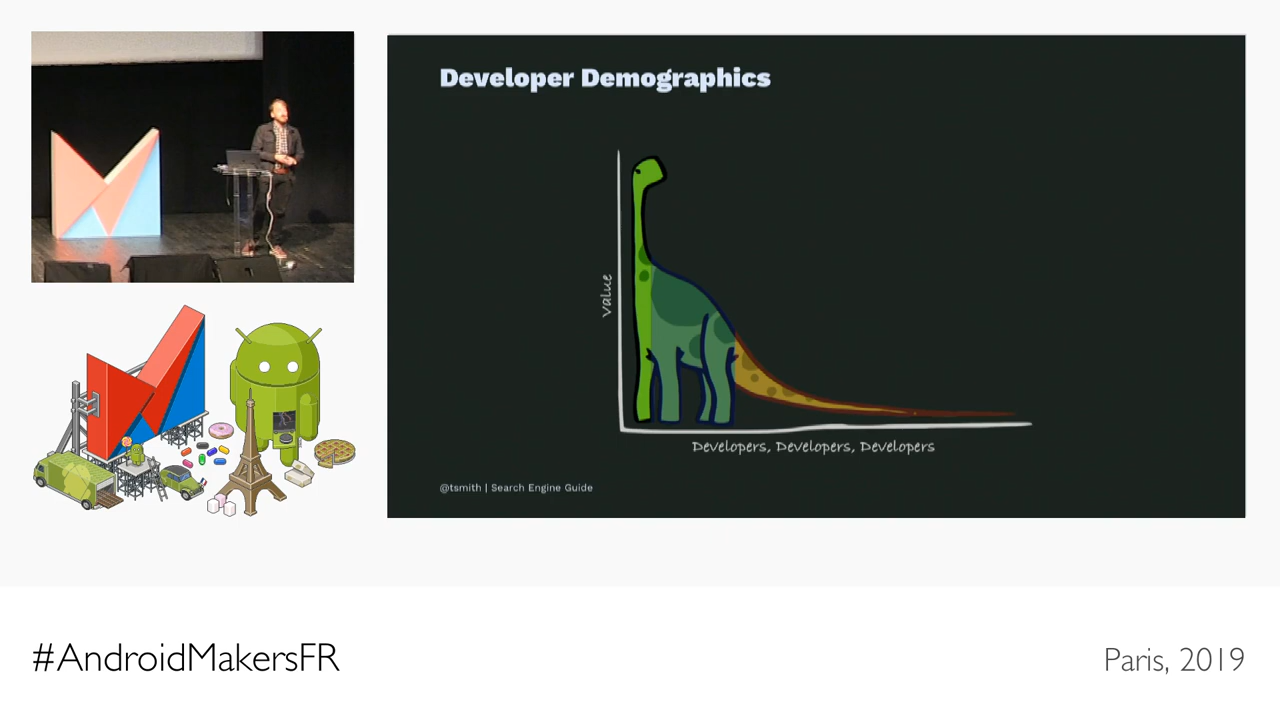 Developer Demographics
Value
Developers, Developers, Developers
@tsmith | Search Engine Guide
#AndroidMakersFR
Paris, 2019